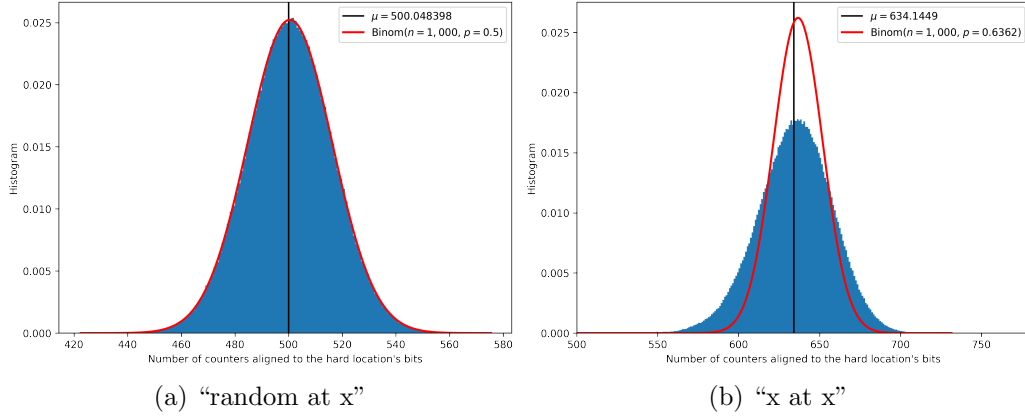 μ = 500.048398
Binom(n = 1, 000, p = 0.5)
0.025
0.020
0.015
0.010
0.005
0.000
Histogram
420 440 460 480 500 520 540 560 580
Number of counters aligned to the hard location's bits
(a) “random at x”
μ = 634.1449
Binom(n = 1, 000, p = 0.6362)
0.025
0.020
0.015
0.010
0.005
0.000
Histogram
500 550 600 650 700 750
Number of counters aligned to the hard location's bits
(b) “x at x”